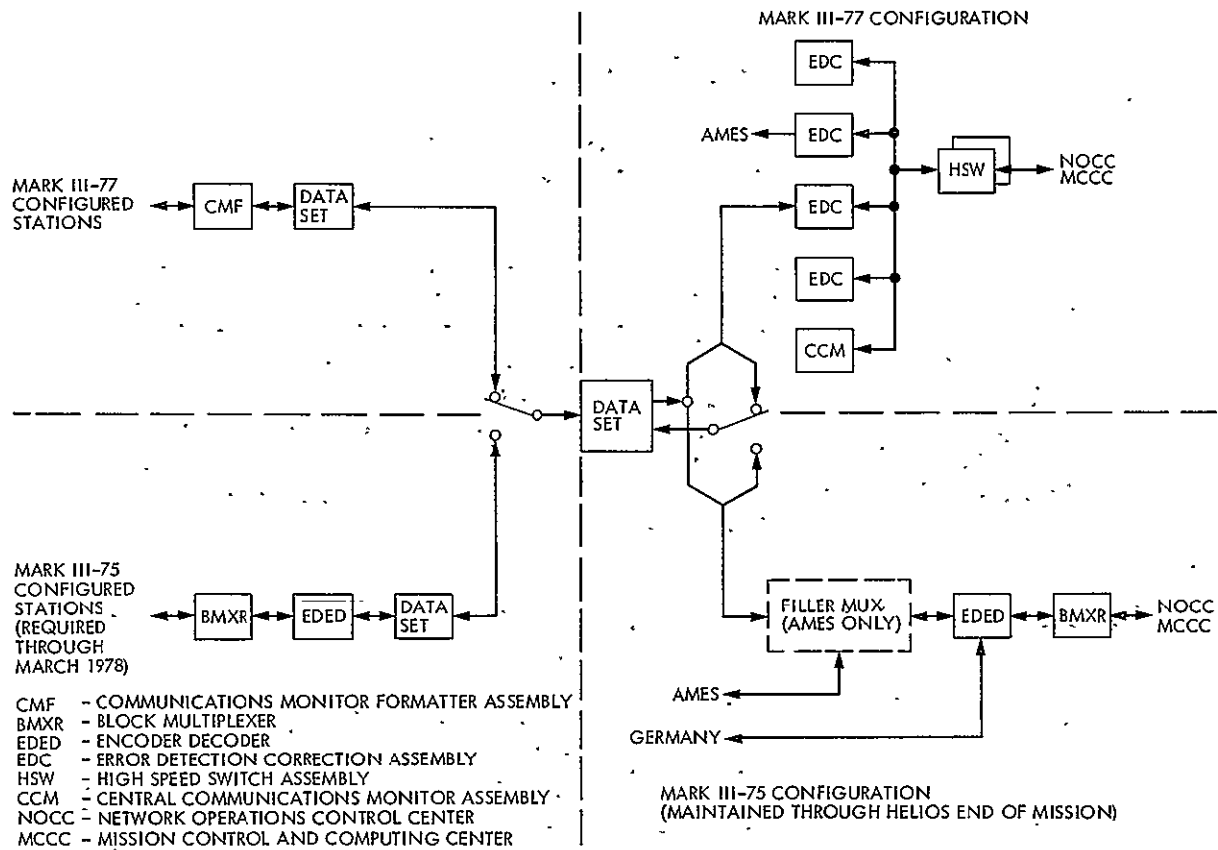 MARK III-77 CONFIGURATION
EDC
AMES
EDC
HSW
NOCC
MCCC
MARK III-77
CONFIGURED
STATIONS
CMF
DATA
SET
EDC
EDC
CCM
DATA
SET
MARK III-75
CONFIGURED
STATIONS
(REQUIRED
THROUGH
MARCH 1978)
BMXR
EDED
DATA
SET
FILLER MUX
(AMES ONLY)
EDED
BMXR
NOCC
MCCC
AMES
GERMANY
CMF - COMMUNICATIONS MONITOR FORMATTER ASSEMBLY
BMXR - BLOCK MULTIPLEXER
EDED - ENCODER DECODER
EDC - ERROR DETECTION CORRECTION ASSEMBLY
HSW - HIGH SPEED SWITCH ASSEMBLY
CCM - CENTRAL COMMUNICATIONS MONITOR ASSEMBLY
NOCC - NETWORK OPERATIONS CONTROL CENTER
MCCC - MISSION CONTROL AND COMPUTING CENTER
MARK III-75 CONFIGURATION
(MAINTAINED THROUGH HELIOS END OF MISSION)